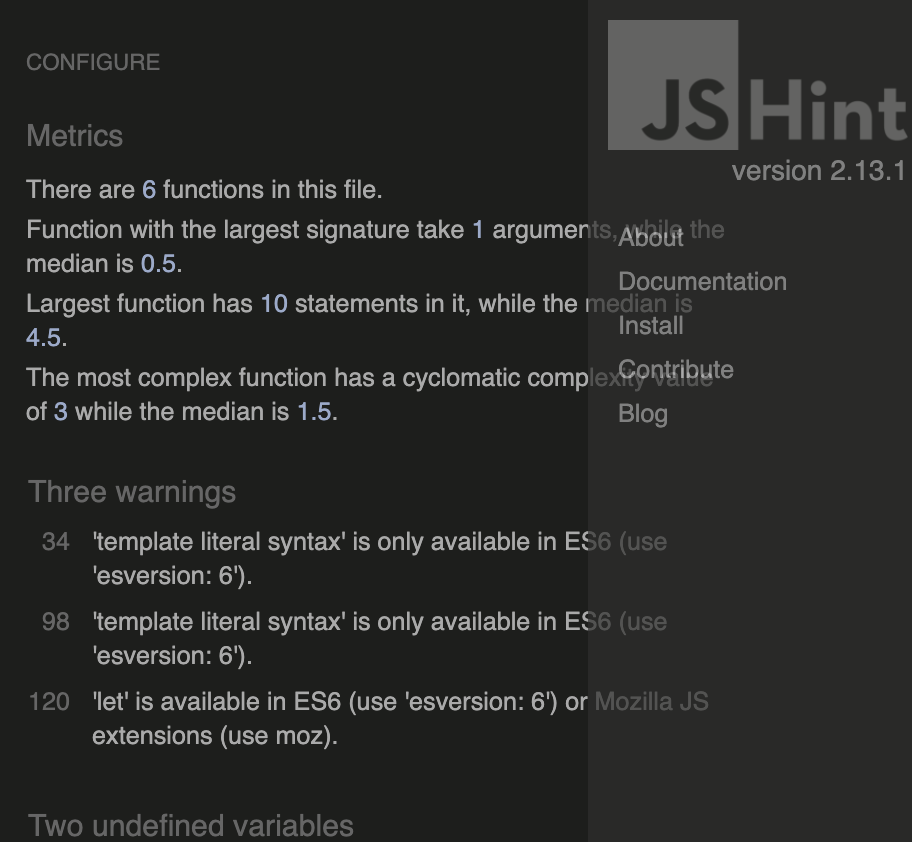 CONFIGURE
Metrics
There are 6 functions in this file.
Function with the largest signature take 1 arguments, while the
median is 0.5.
Largest function has 10 statements in it, while the median is
4.5.
The most complex function has a cyclomatic complexity value
of 3 while the median is 1.5.
Three warnings
34 'template literal syntax' is only available in ES6 (use
'esversion: 6').
98 'template literal syntax' is only available in ES6 (use
'esversion: 6').
120 'let' is available in ES6 (use 'esversion: 6') or Mozilla JS
extensions (use moz).
Two undefined variables
JSHint
version 2.13.1
About
Documentation
Install
Contribute
Blog